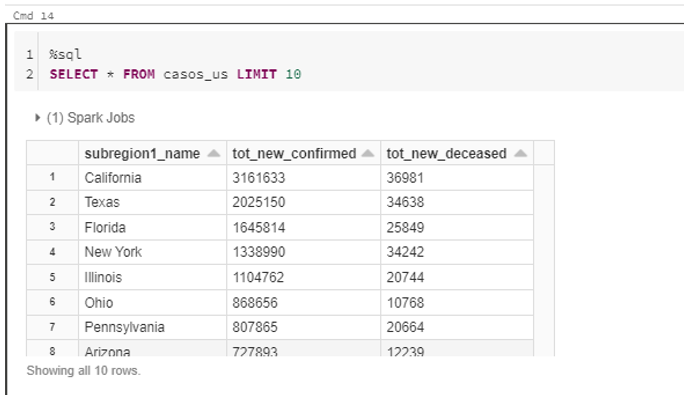 Cmd 14
1 %sql
2 SELECT * FROM casos_us LIMIT 10
(1) Spark Jobs
subregion1_name tot_new_confirmed tot_new_deceased
1 California 3161633 36981
2 Texas 2025150 34638
3 Florida 1645814 25849
4 New York 1338990 34242
5 Illinois 1104762 20744
6 Ohio 868656 10768
7 Pennsylvania 807865 20664
8 Arizona 727893 12239
Showing all 10 rows.